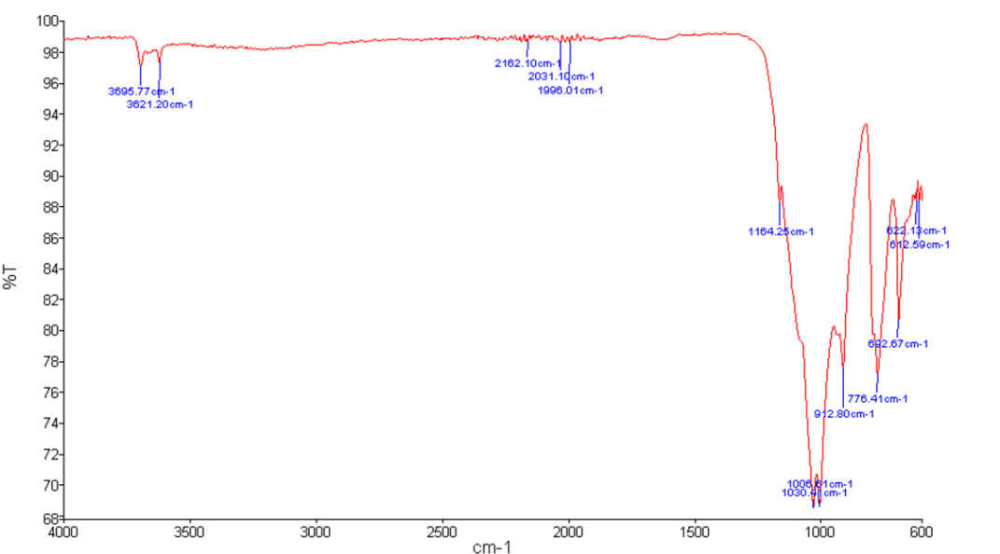 100
98
96
94
92
90
88
86
84
82
80
78
76
74
72
70
68
%T
3695.77cm-1
3621.20cm-1
2162.10cm-1
2031.10cm-1
1996.01cm-1
1164.25cm-1
1006.61cm-1
1030.41cm-1
912.80cm-1
776.41cm-1
692.67cm-1
622.13cm-1
612.59cm-1
4000 3500 3000 2500 2000 1500 1000 600
cm-1